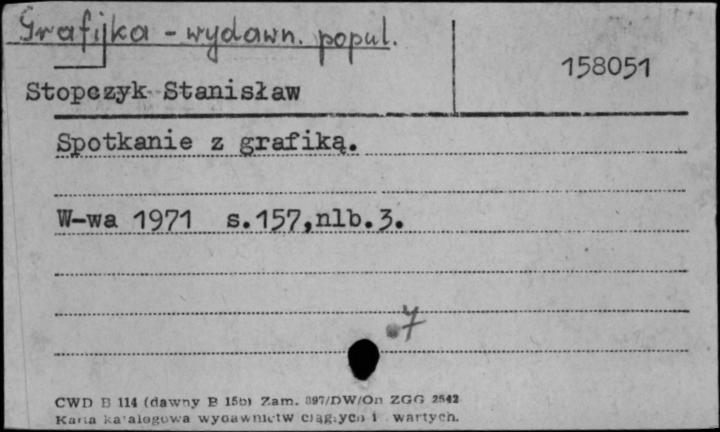 Grafika - wydawn. popul.
158051
Stopczyk Stanisław
Spotkanie z grafiką.
W-wa 1971 s.157,nlb.3.
7
CWD B 114 (dawny B 15b) Zam. 897/DW/On ZGG 2542
Karta katalogowa wydawnictw ciągłych i wartych.